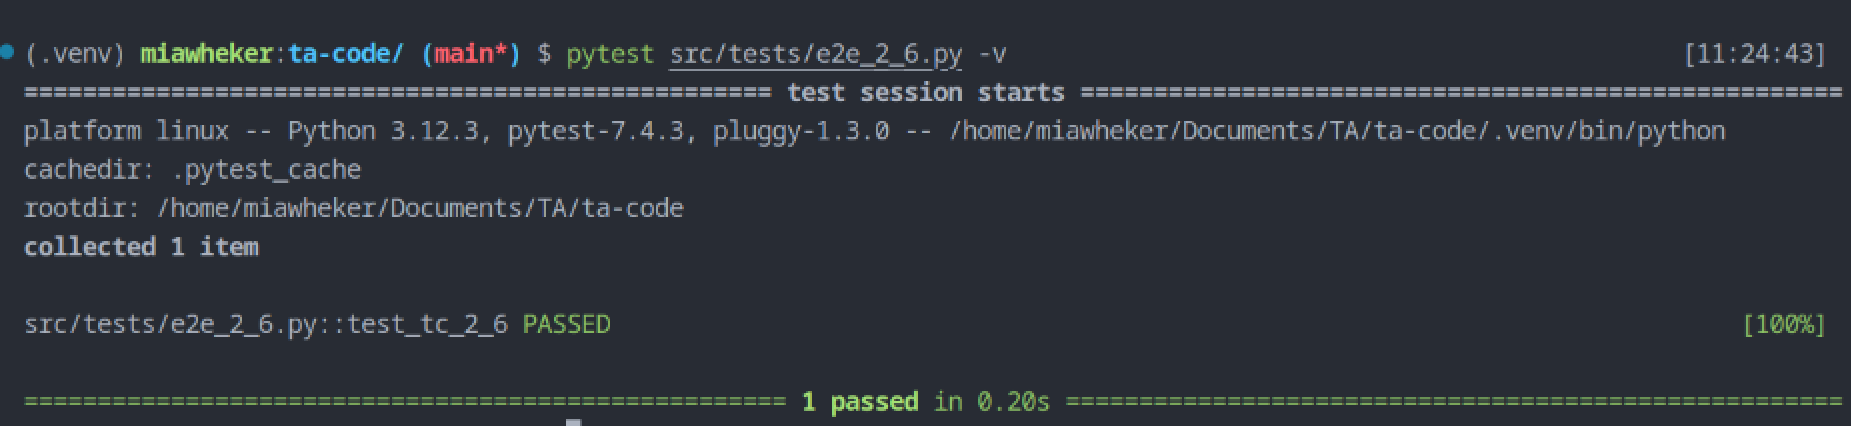 (.venv) miawheker:ta-code/ (main*) $ pytest src/tests/e2e_2_6.py -v [11:24:43]
=================================================== test session starts ====================================================
platform linux -- Python 3.12.3, pytest-7.4.3, pluggy-1.3.0 -- /home/miawheker/Documents/TA/ta-code/.venv/bin/python
cachedir: .pytest_cache
rootdir: /home/miawheker/Documents/TA/ta-code
collected 1 item
src/tests/e2e_2_6.py::test_tc_2_6 PASSED [100%]
==================================================== 1 passed in 0.20s =====================================================